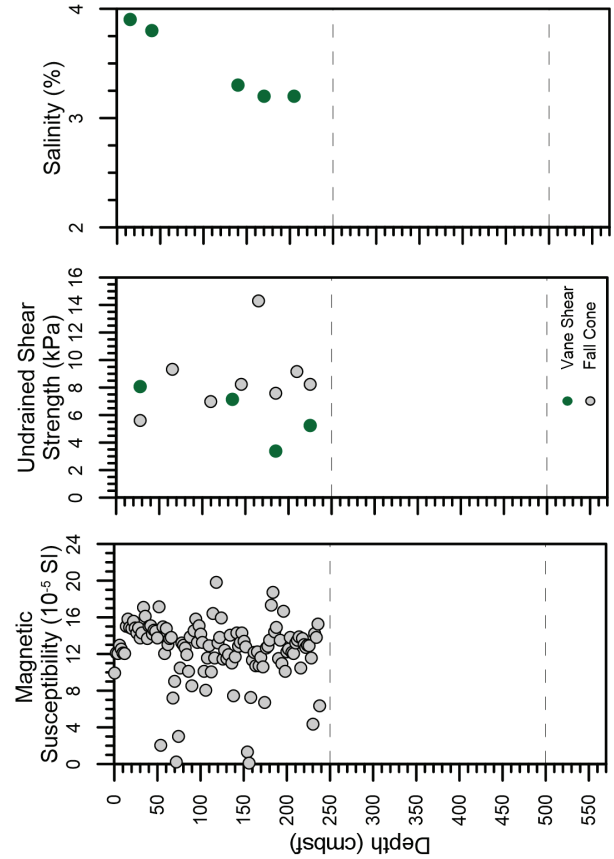 Salinity (%)
2
3
4
Undrained Shear
Strength (kPa)
0 2 4 6 8 10 12 14 16
Vane Shear
Fall Cone
Magnetic
Susceptibility (10⁻⁵ SI)
0 4 8 12 16 20 24
0 50 100 150 200 250 300 350 400 450 500 550
Depth (cmbsf)